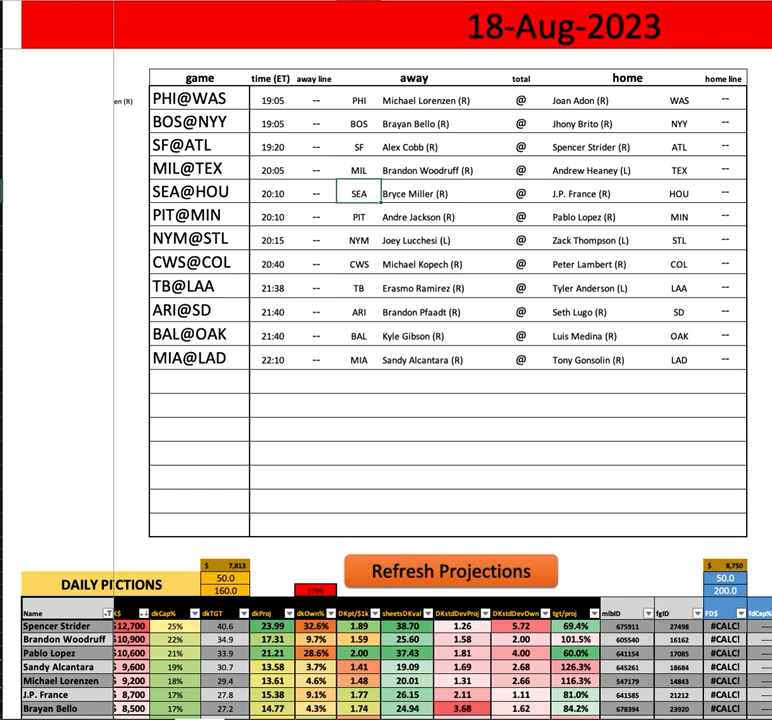 18-Aug-2023
game time (ET) away line away total home home line
en (R)
PHI@WAS 19:05 -- PHI Michael Lorenzen (R) @ Joan Adon (R) WAS --
BOS@NYY 19:05 -- BOS Brayan Bello (R) @ Jhony Brito (R) NYY --
SF@ATL 19:20 -- SF Alex Cobb (R) @ Spencer Strider (R) ATL --
MIL@TEX 20:05 -- MIL Brandon Woodruff (R) @ Andrew Heaney (L) TEX --
SEA@HOU 20:10 -- SEA Bryce Miller (R) @ J.P. France (R) HOU --
PIT@MIN 20:10 -- PIT Andre Jackson (R) @ Pablo Lopez (R) MIN --
NYM@STL 20:15 -- NYM Joey Lucchesi (L) @ Zack Thompson (L) STL --
CWS@COL 20:40 -- CWS Michael Kopech (R) @ Peter Lambert (R) COL --
TB@LAA 21:38 -- TB Erasmo Ramirez (R) @ Tyler Anderson (L) LAA --
ARI@SD 21:40 -- ARI Brandon Pfaadt (R) @ Seth Lugo (R) SD --
BAL@OAK 21:40 -- BAL Kyle Gibson (R) @ Luis Medina (R) OAK --
MIA@LAD 22:10 -- MIA Sandy Alcantara (R) @ Tony Gonsolin (R) LAD --
$ 7,813 $ 8,750
DAILY PICTIONS 50.0 Refresh Projections 50.0
160.0 200.0
Name K$ dkCap% dkTGT dkProj dkOwn% DKpt/$1k sheetsDKval DKstdDevProj DKstdDevOwn tgt/proj mlbID fgID FD$ fdCap%
Spencer Strider $12,700 25% 40.6 23.99 32.6% 1.89 38.70 1.26 5.72 69.4% 675911 27498 #CALC!
Brandon Woodruff $10,900 22% 34.9 17.31 9.7% 1.59 25.60 1.58 2.00 101.5% 605540 16162 #CALC!
Pablo Lopez $10,600 21% 33.9 21.21 28.6% 2.00 37.43 1.81 4.00 60.0% 641154 17085 #CALC!
Sandy Alcantara $ 9,600 19% 30.7 13.58 3.7% 1.41 19.09 1.69 2.68 126.3% 645261 18684 #CALC!
Michael Lorenzen $ 9,200 18% 29.4 13.61 4.6% 1.48 20.01 1.31 2.66 116.3% 547179 14843 #CALC!
J.P. France $ 8,700 17% 27.8 15.38 9.1% 1.77 26.15 2.11 1.11 81.0% 641585 21212 #CALC!
Brayan Bello $ 8,500 17% 27.2 14.77 4.3% 1.74 24.94 3.68 1.62 84.2% 678394 23920 #CALC!